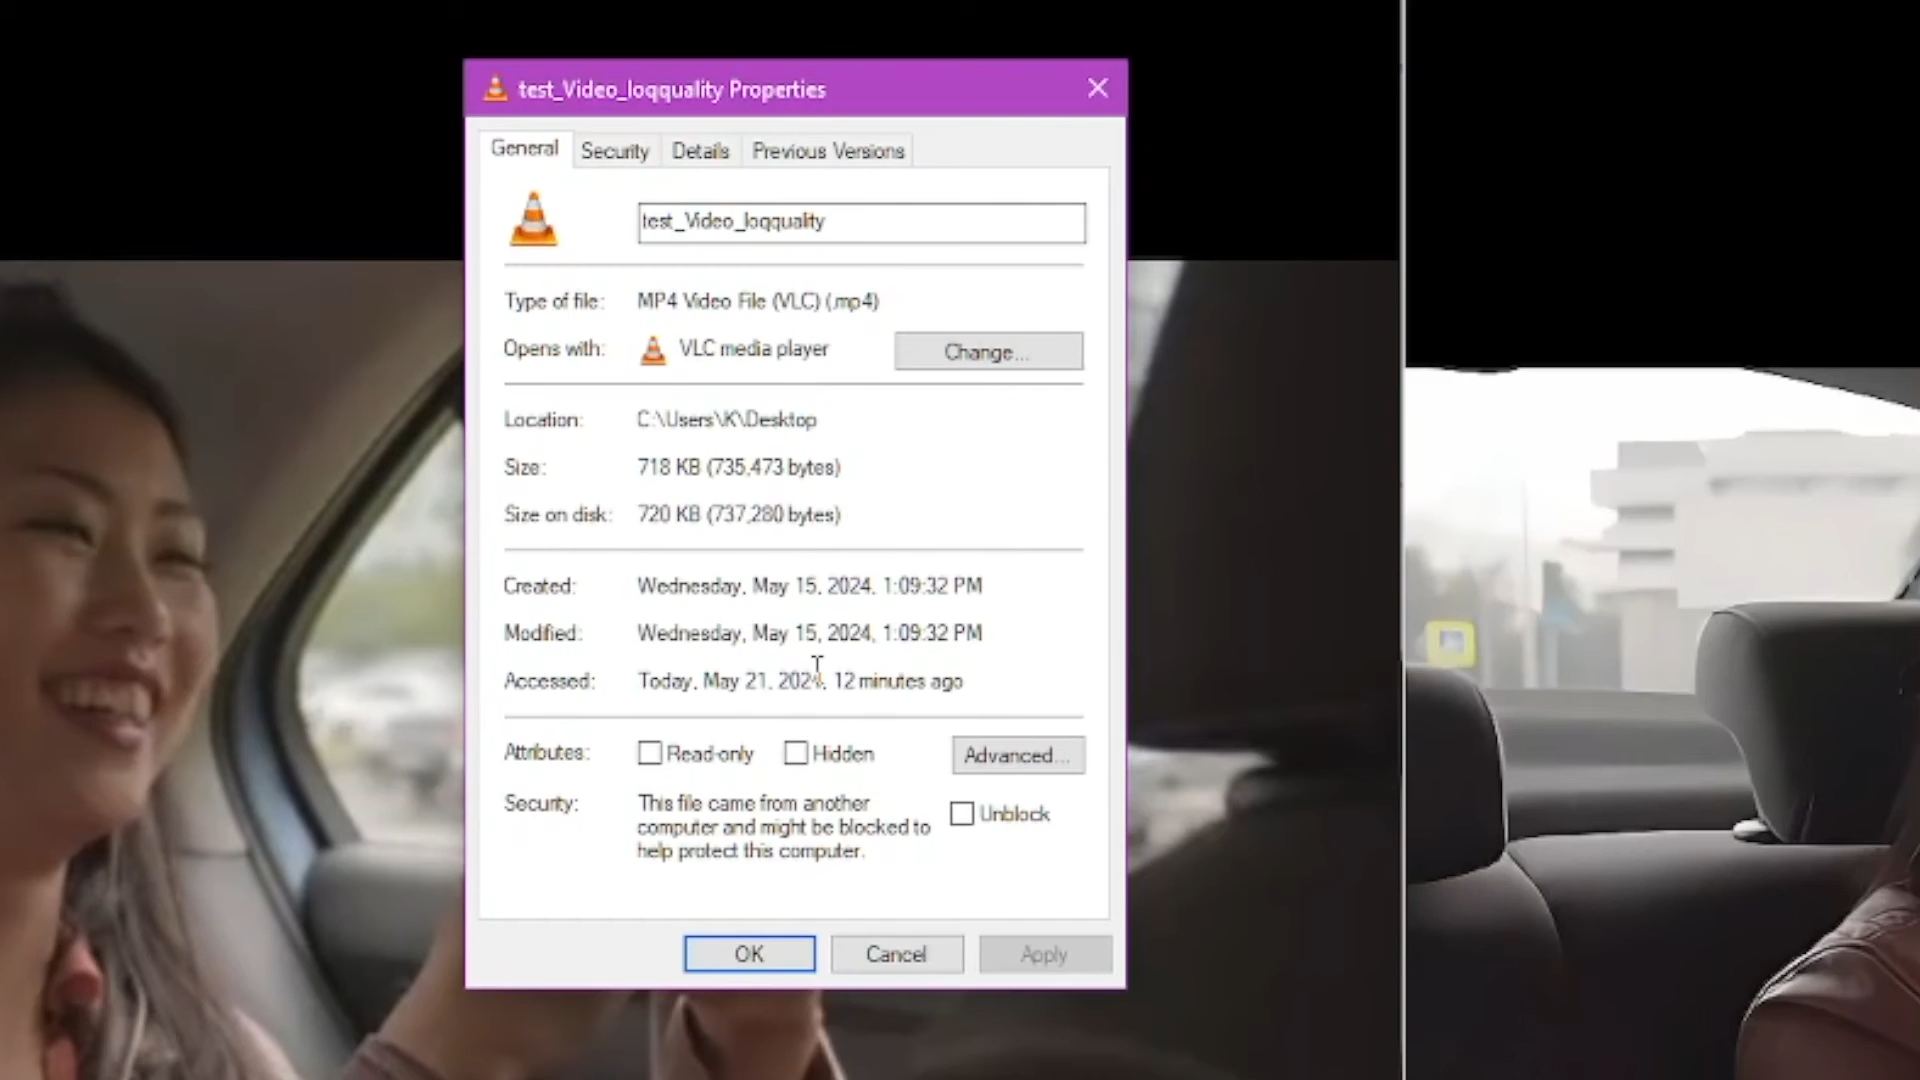 test_Video_loqquality Properties
General Security Details Previous Versions
test_Video_loqquality
Type of file: MP4 Video File (VLC) (.mp4)
Opens with: VLC media player Change...
Location: C:\Users\K\Desktop
Size: 718 KB (735,473 bytes)
Size on disk: 720 KB (737,280 bytes)
Created: Wednesday, May 15, 2024, 1:09:32 PM
Modified: Wednesday, May 15, 2024, 1:09:32 PM
Accessed: Today, May 21, 2024, 12 minutes ago
Attributes: Read-only Hidden Advanced...
Security: This file came from another
computer and might be blocked to
help protect this computer.
Unblock
OK Cancel Apply